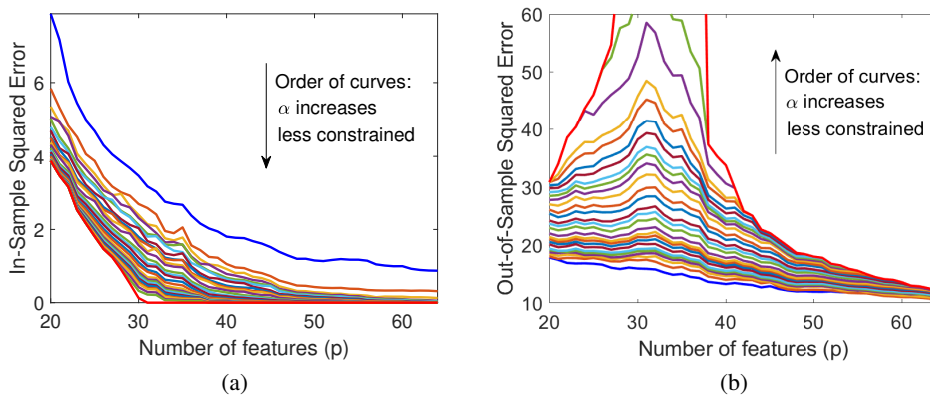 In-Sample Squared Error
6
4
2
0
20
30
40
50
60
Number of features (p)
Order of curves:
α increases
less constrained
(a)
Out-of-Sample Squared Error
60
50
40
30
20
10
20
30
40
50
60
Number of features (p)
Order of curves:
α increases
less constrained
(b)